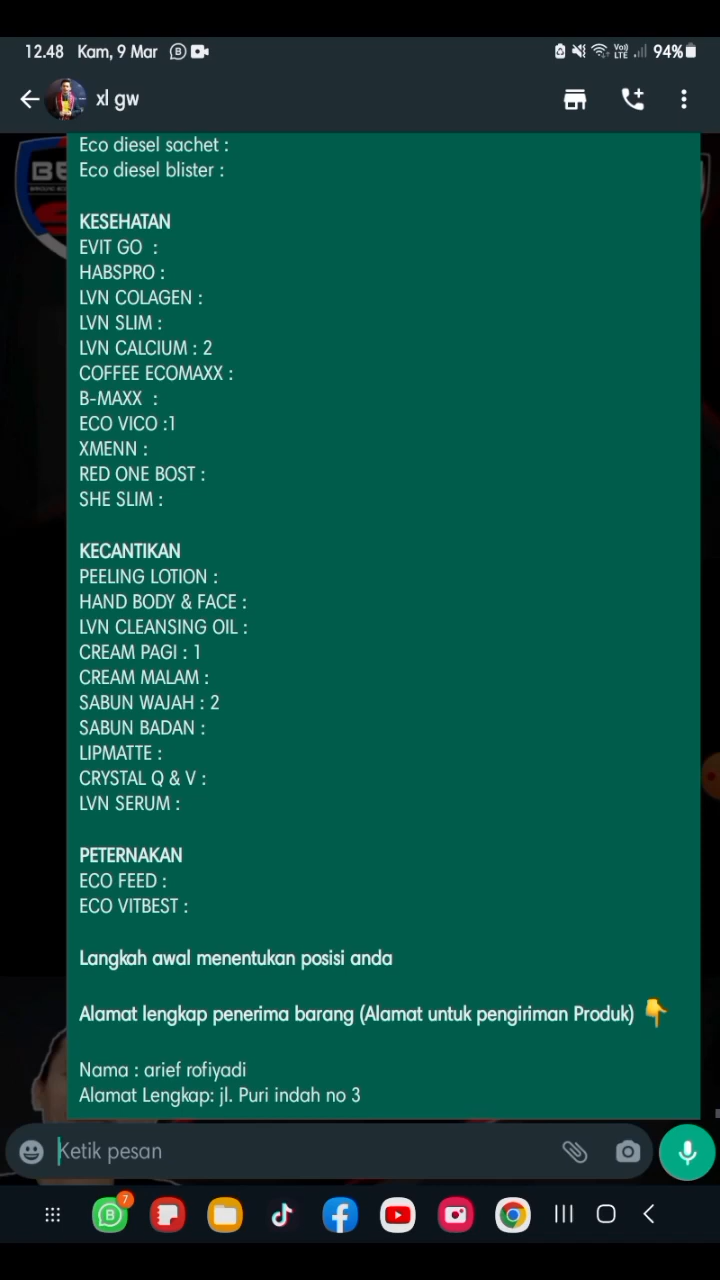 12.48 Kam, 9 Mar
Vo) LTE 94%
xl gw
BE
Eco diesel sachet :
Eco diesel blister :
KESEHATAN
EVIT GO :
HABSPRO :
LVN COLAGEN :
LVN SLIM :
LVN CALCIUM : 2
COFFEE ECOMAXX :
B-MAXX :
ECO VICO :1
XMENN :
RED ONE BOST :
SHE SLIM :
KECANTIKAN
PEELING LOTION :
HAND BODY & FACE :
LVN CLEANSING OIL :
CREAM PAGI : 1
CREAM MALAM :
SABUN WAJAH : 2
SABUN BADAN :
LIPMATTE :
CRYSTAL Q & V :
LVN SERUM :
PETERNAKAN
ECO FEED :
ECO VITBEST :
Langkah awal menentukan posisi anda
Alamat lengkap penerima barang (Alamat untuk pengiriman Produk) 👇
Nama : arief rofiyadi
Alamat Lengkap: jl. Puri indah no 3
Ketik pesan
7